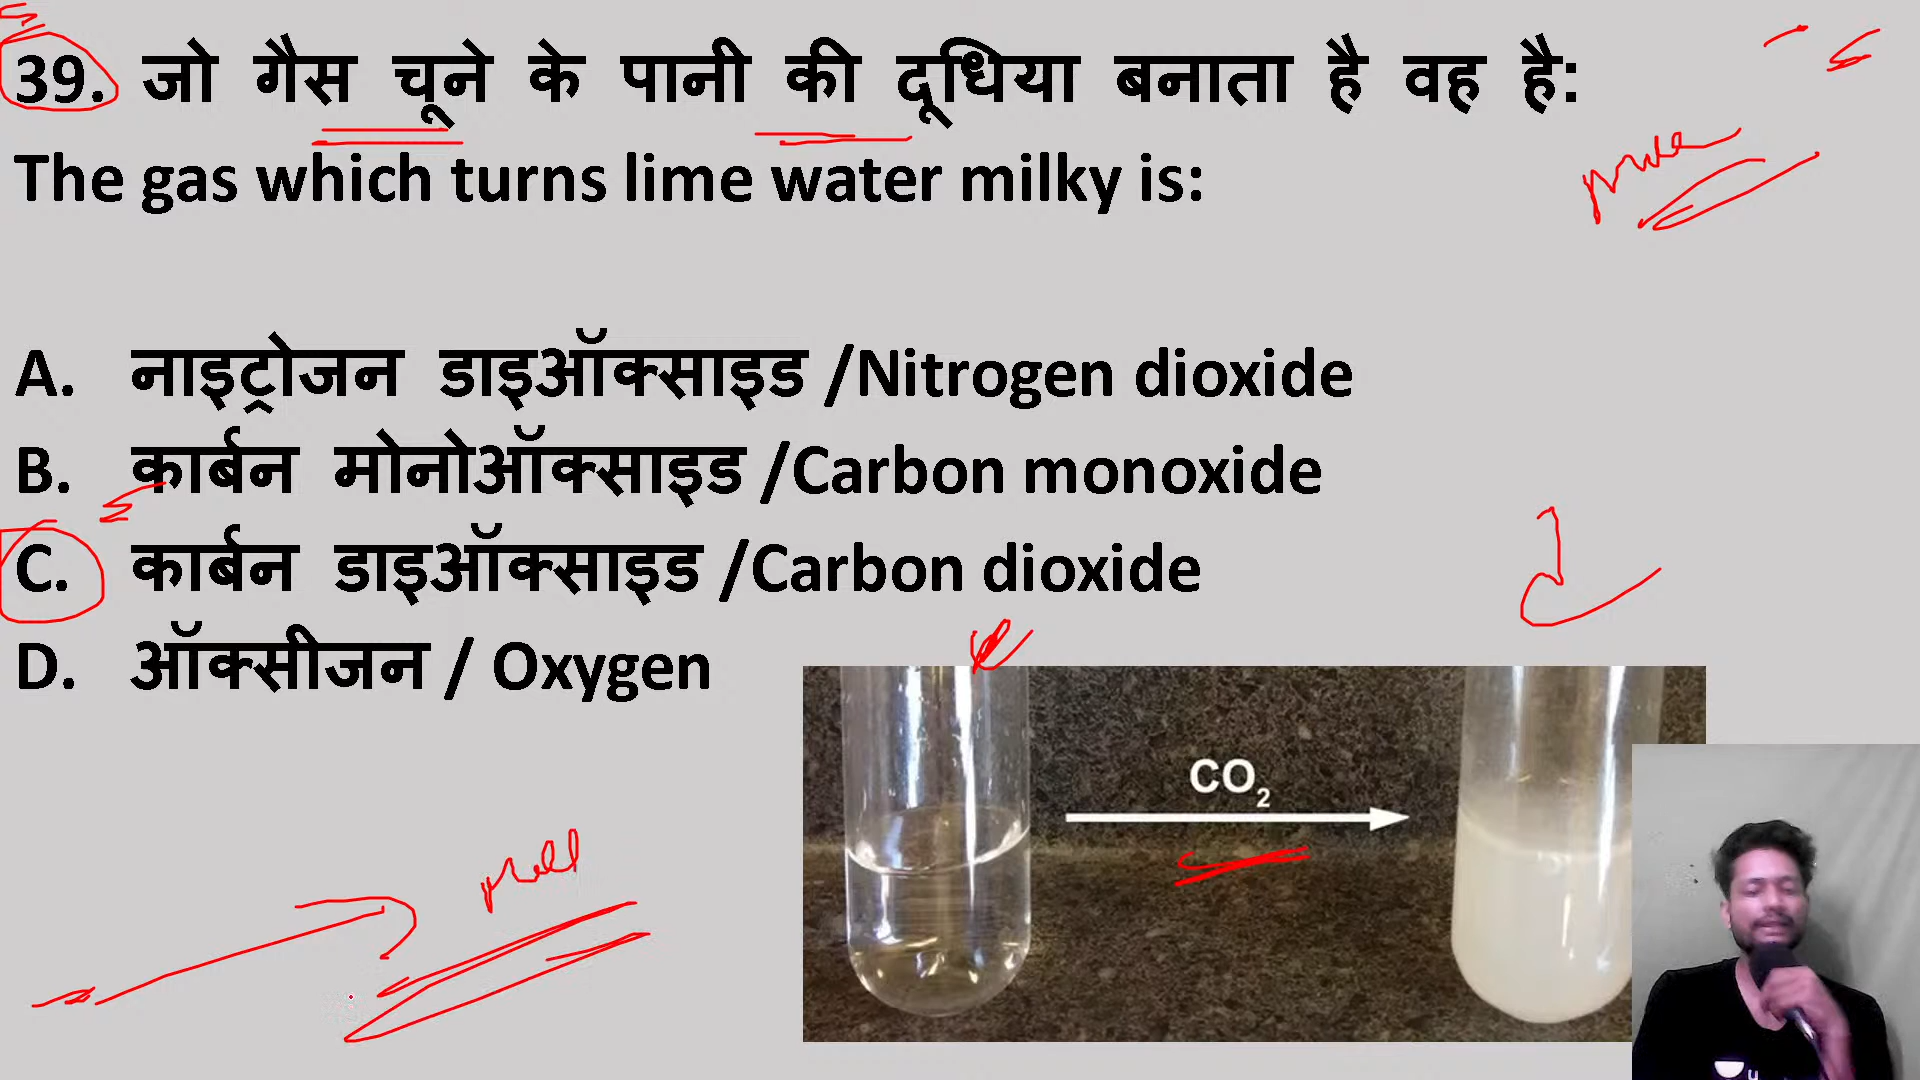 39. जो गैस चूने के पानी की दूधिया बनाता है वह है:
The gas which turns lime water milky is:
A. नाइट्रोजन डाइऑक्साइड /Nitrogen dioxide
B. कार्बन मोनोऑक्साइड /Carbon monoxide
C. कार्बन डाइऑक्साइड /Carbon dioxide
D. ऑक्सीजन / Oxygen
CO₂